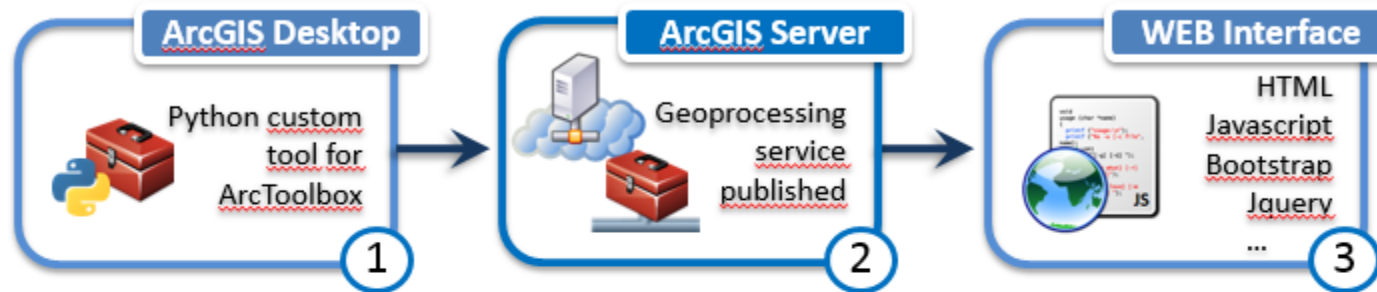 ArcGIS Desktop
Python custom
tool for
ArcToolbox
1
ArcGIS Server
Geoprocessing
service
published
2
WEB Interface
HTML
Javascript
Bootstrap
Jquery
...
JS
3